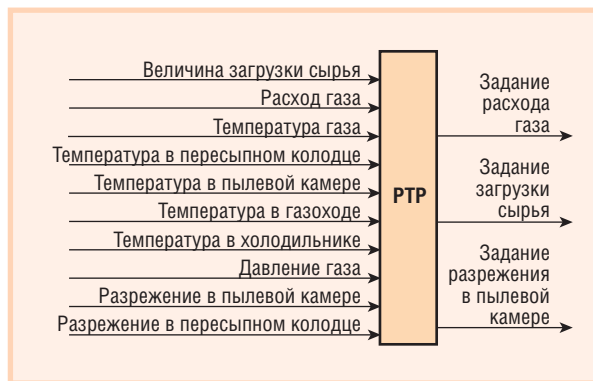 Величина загрузки сырья
Расход газа
Температура газа
Температура в пересыпном колодце
Температура в пылевой камере
Температура в газоходе
Температура в холодильнике
Давление газа
Разрежение в пылевой камере
Разрежение в пересыпном колодце
РТР
Задание
расхода
газа
Задание
загрузки
сырья
Задание
разрежения
в пылевой
камере